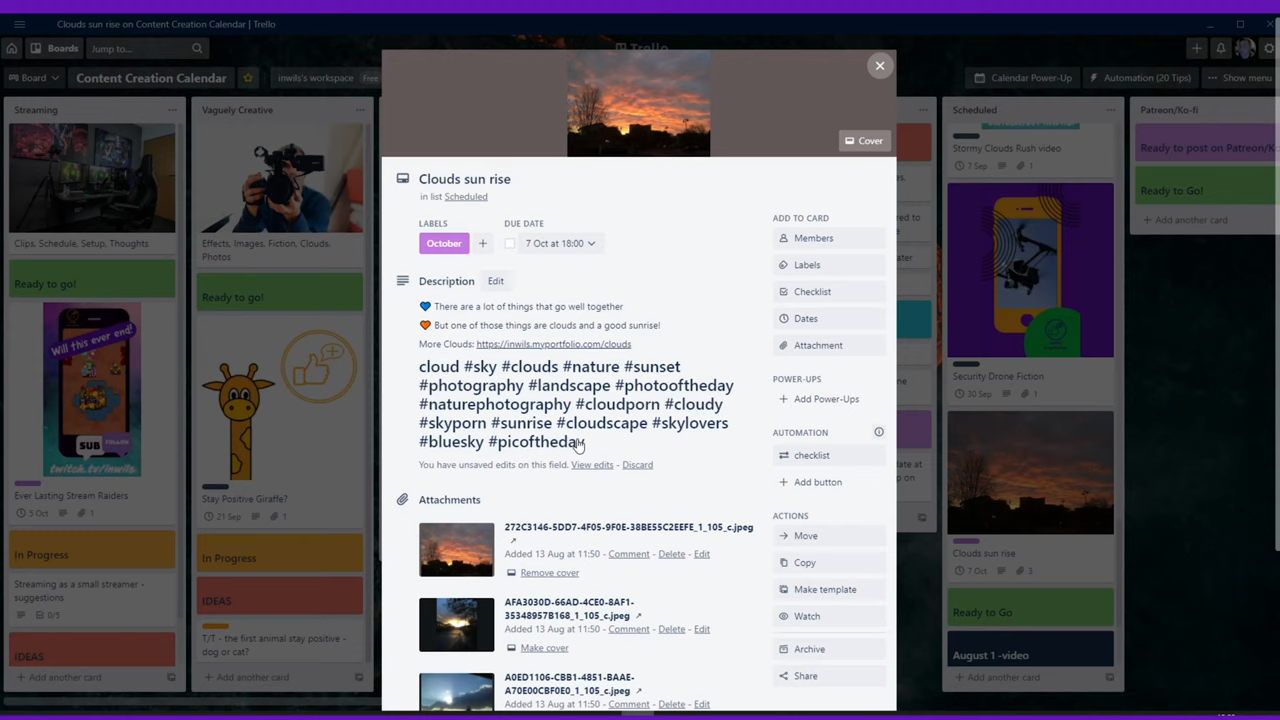 Clouds sun rise on Content Creation Calendar | Trello
Boards
Jump to...
Trello
Board
Content Creation Calendar
inwils's workspace
Free
Calendar Power-Up
Automation (20 Tips)
Show menu
Streaming
Clips, Schedule, Setup, Thoughts
Ready to go!
Will this ever end!
SUB
FOLLOW
twitch.tv/inwils
Ever Lasting Stream Raiders
5 Oct
1
In Progress
Streaming as a small streamer -
suggestions
0/5
IDEAS
+ Add another card
Vaguely Creative
Effects, Images, Fiction, Clouds.
Photos
Ready to go!
Stay Positive Giraffe?
21 Sep
1
In Progress
IDEAS
T/T - the first animal stay positive -
dog or cat?
+ Add another card
Cover
Clouds sun rise
in list Scheduled
LABELS
DUE DATE
October
+
7 Oct at 18:00
Description
Edit
There are a lot of things that go well together
But one of those things are clouds and a good sunrise!
More Clouds: https://inwils.myportfolio.com/clouds
cloud #sky #clouds #nature #sunset
#photography #landscape #photooftheday
#naturephotography #cloudporn #cloudy
#skyporn #sunrise #cloudscape #skylovers
#bluesky #picoftheday
You have unsaved edits on this field. View edits - Discard
Attachments
272C3146-5DD7-4F05-9F0E-38BE55C2EEFE_1_105_c.jpeg
↗
Added 13 Aug at 11:50 - Comment - Delete - Edit
Remove cover
AFA3030D-66AD-4CE0-8AF1-
35348957B168_1_105_c.jpeg ↗
Added 13 Aug at 11:50 - Comment - Delete - Edit
Make cover
A0ED1106-CBB1-4851-BAAE-
A70E00CBF0E0_1_105_c.jpeg ↗
Added 13 Aug at 11:50 - Comment - Delete - Edit
ADD TO CARD
Members
Labels
Checklist
Dates
Attachment
POWER-UPS
+ Add Power-Ups
AUTOMATION
checklist
+ Add button
ACTIONS
Move
Copy
Make template
Watch
Archive
Share
Scheduled
Stormy Clouds Rush video
7 Sep
1
Security Drone Fiction
30 Sep
1
Clouds sun rise
7 Oct
3
Ready to Go
August 1 -video
+ Add another card
Patreon/Ko-fi
Ready to post on Patreon/K
Ready to Go!
+ Add another card